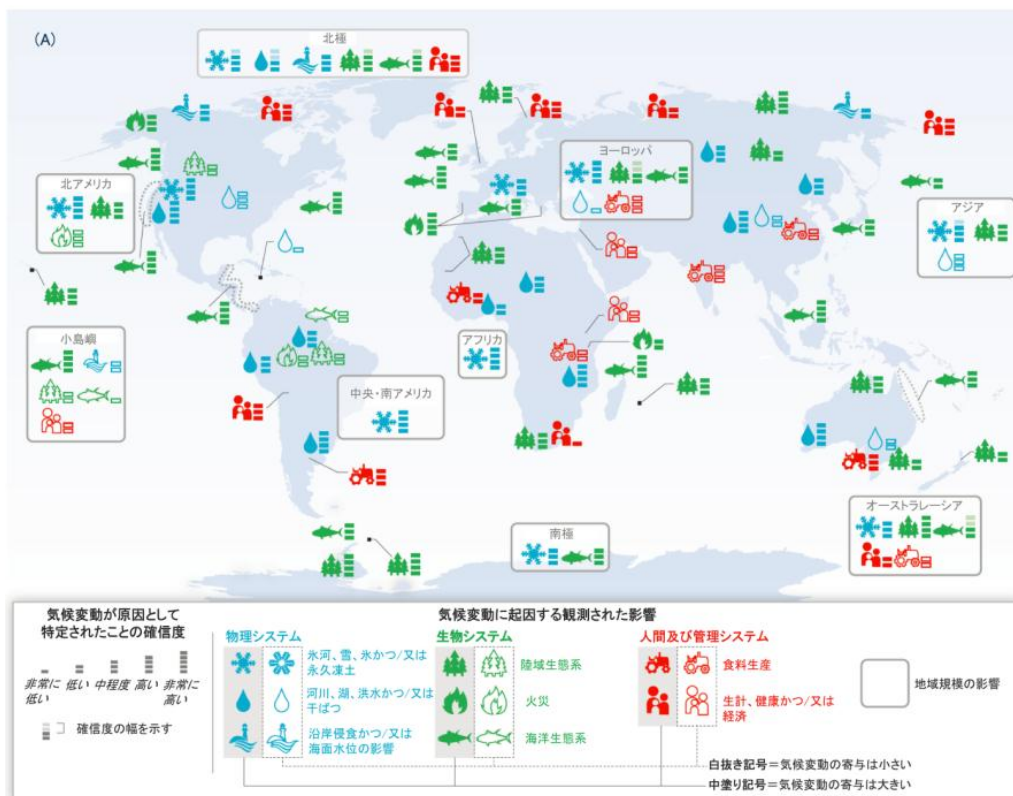 (A)
北極
ヨーロッパ
北アメリカ
アジア
小島嶼
アフリカ
中央・南アメリカ
オーストラレーシア
南極
気候変動が原因として
特定されたことの確信度
非常に
低い
低い
中程度
高い
非常に
高い
確信度の幅を示す
気候変動に起因する観測された影響
物理システム
氷河、雪、氷かつ/又は
永久凍土
河川、湖、洪水かつ/又は
干ばつ
沿岸侵食かつ/又は
海面水位の影響
生物システム
陸域生態系
火災
海洋生態系
人間及び管理システム
食料生産
生計、健康かつ/又は
経済
地域規模の影響
白抜き記号=気候変動の寄与は小さい
中塗り記号=気候変動の寄与は大きい